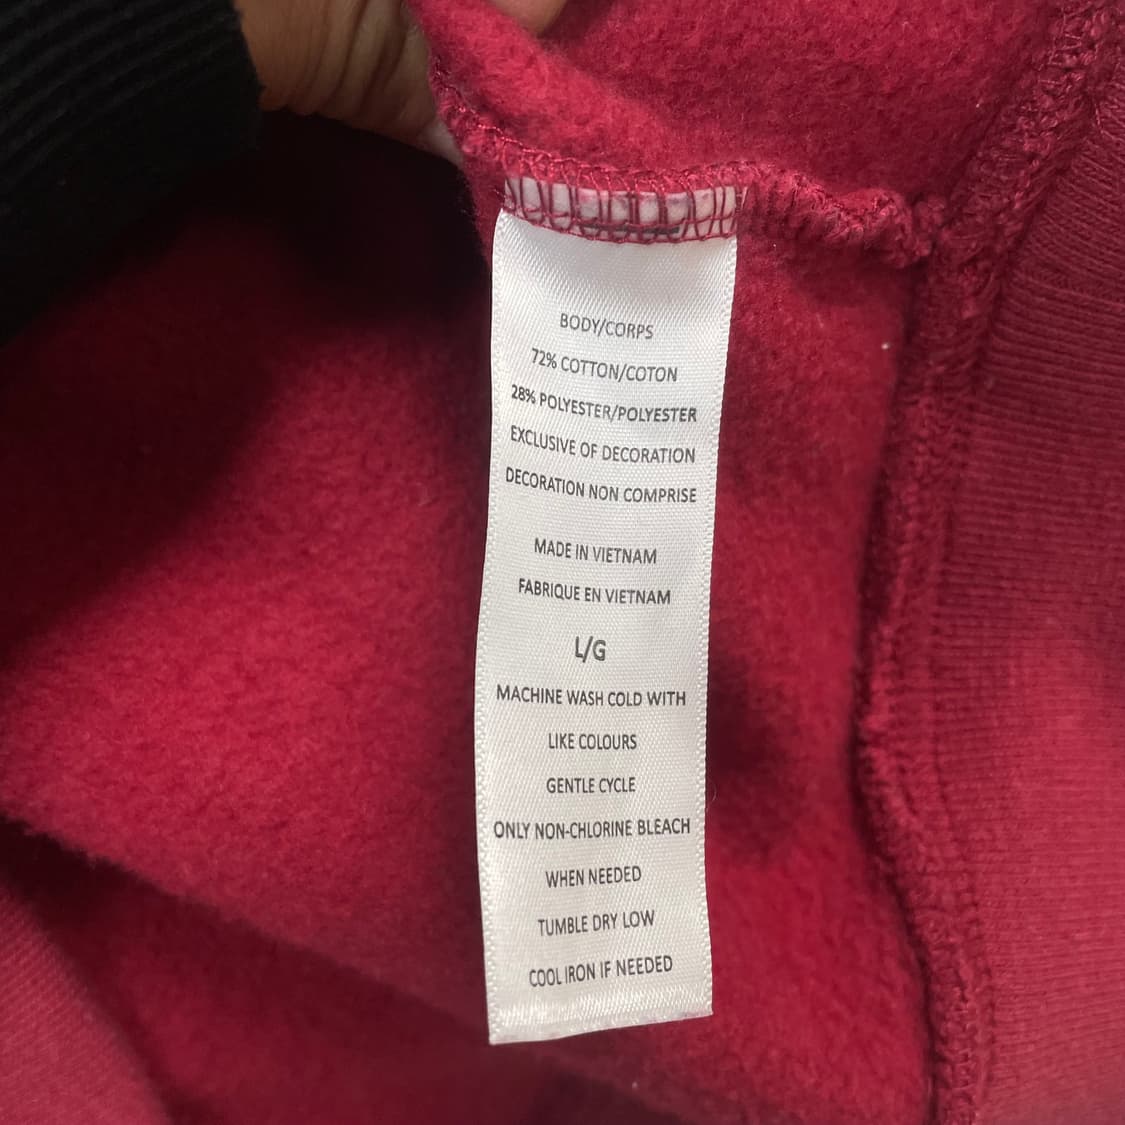 BODY/CORPS
72% COTTON/COTON
28% POLYESTER/POLYESTER
EXCLUSIVE OF DECORATION
DECORATION NON COMPRISE
MADE IN VIETNAM
FABRIQUE EN VIETNAM
L/G
MACHINE WASH COLD WITH
LIKE COLOURS
GENTLE CYCLE
ONLY NON-CHLORINE BLEACH
WHEN NEEDED
TUMBLE DRY LOW
COOL IRON IF NEEDED